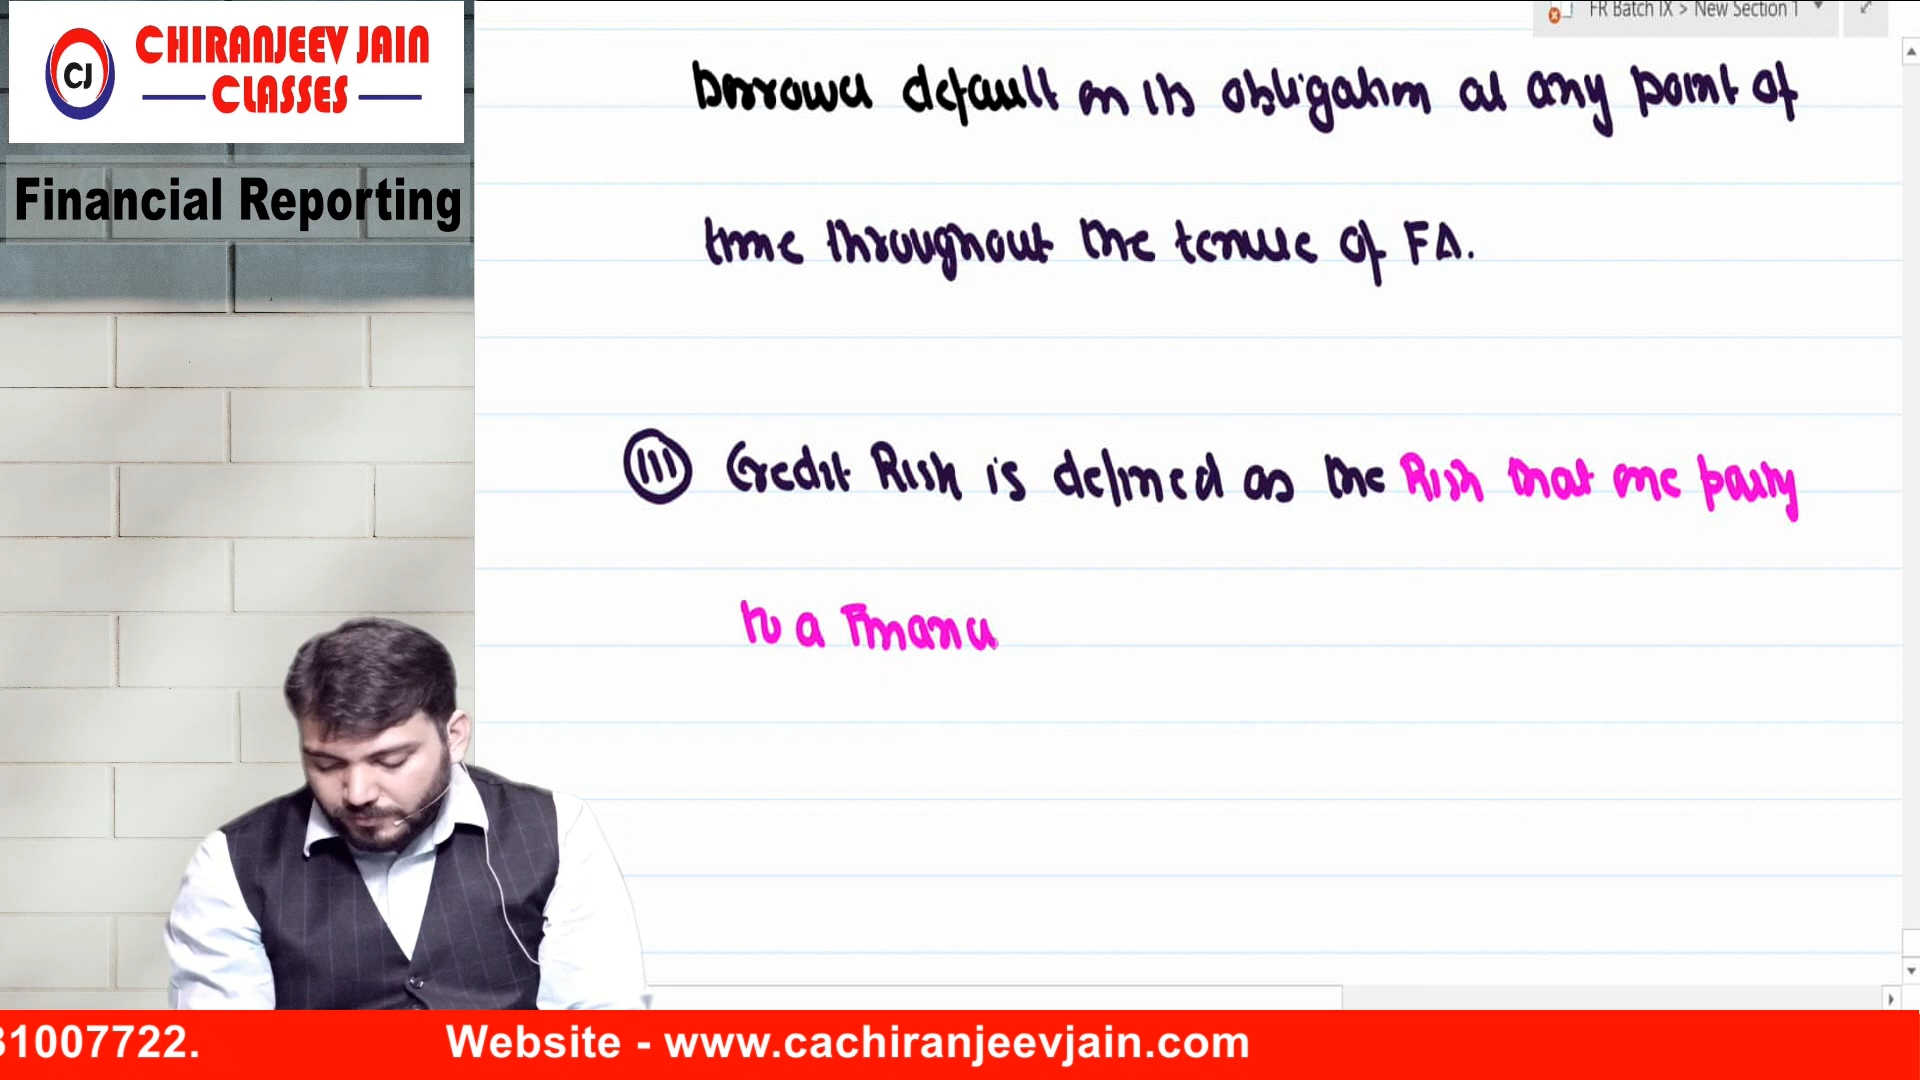 CHIRANJEEV JAIN
CJ
CLASSES
Financial Reporting
FR Batch IX > New Section 1
borrower default on its obligation at any point of
time throughout the tenure of FA.
(iii) Credit Risk is defined as the Risk that one party
to a Financi
31007722.
Website - www.cachiranjeevjain.com